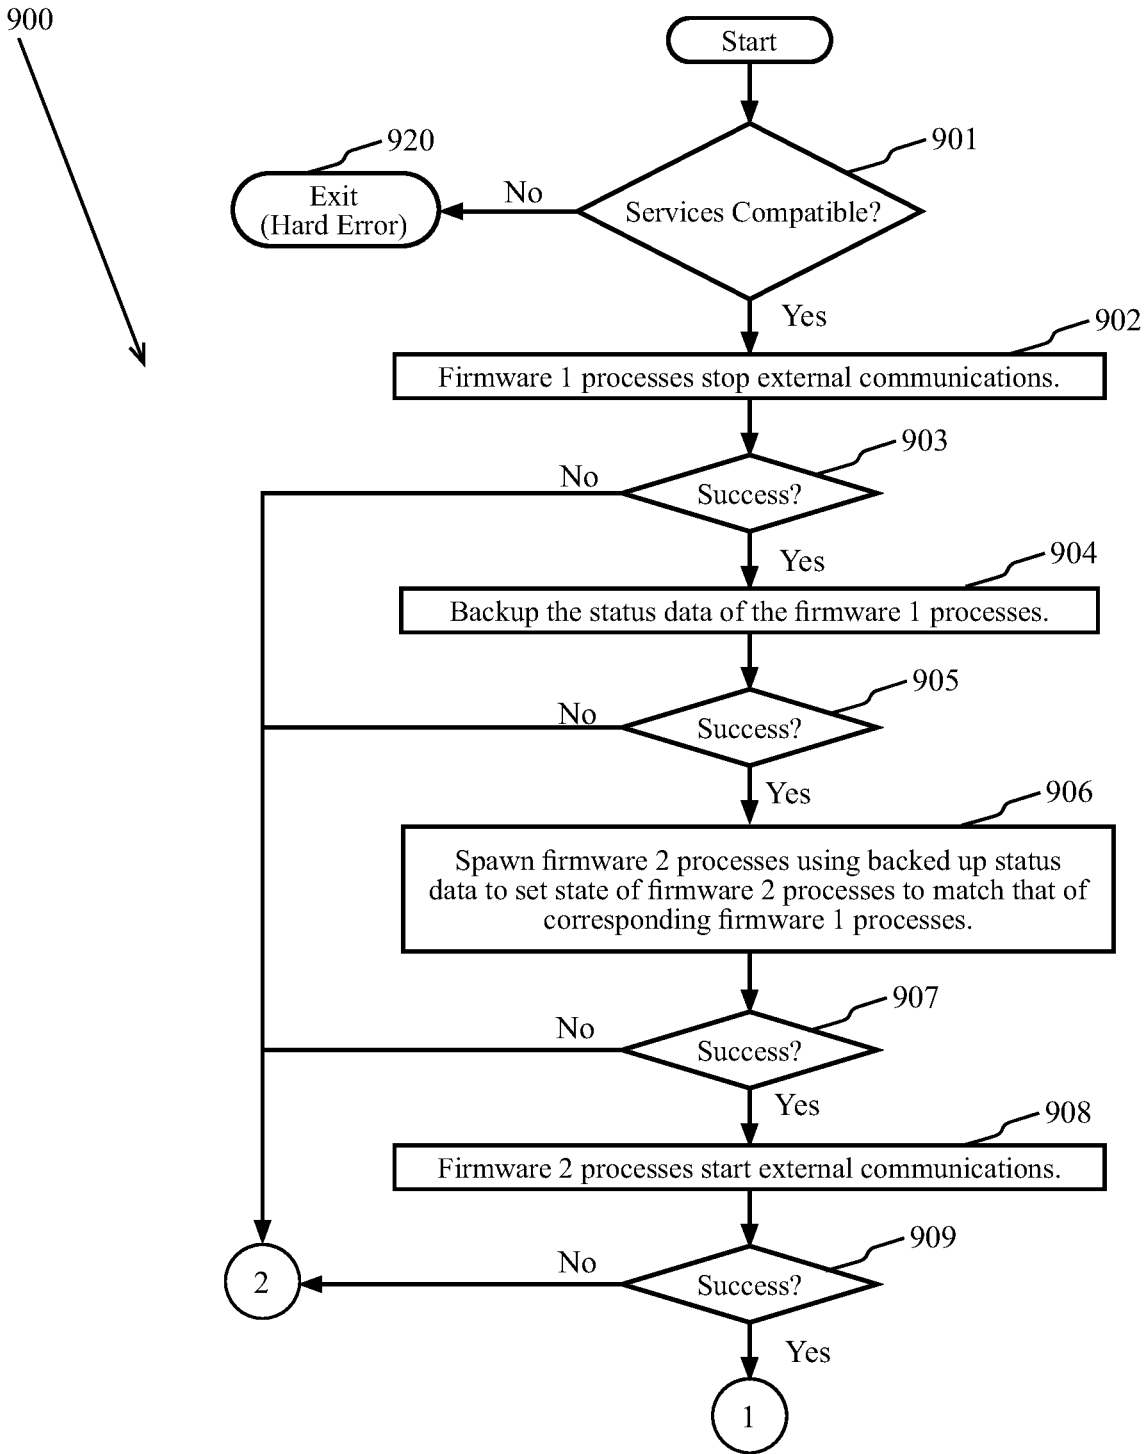 900
Start
901
Services Compatible?
No
920
Exit
(Hard Error)
Yes
902
Firmware 1 processes stop external communications.
903
Success?
No
Yes
904
Backup the status data of the firmware 1 processes.
905
Success?
No
Yes
906
Spawn firmware 2 processes using backed up status
data to set state of firmware 2 processes to match that of
corresponding firmware 1 processes.
907
Success?
No
Yes
908
Firmware 2 processes start external communications.
909
Success?
No
2
Yes
1